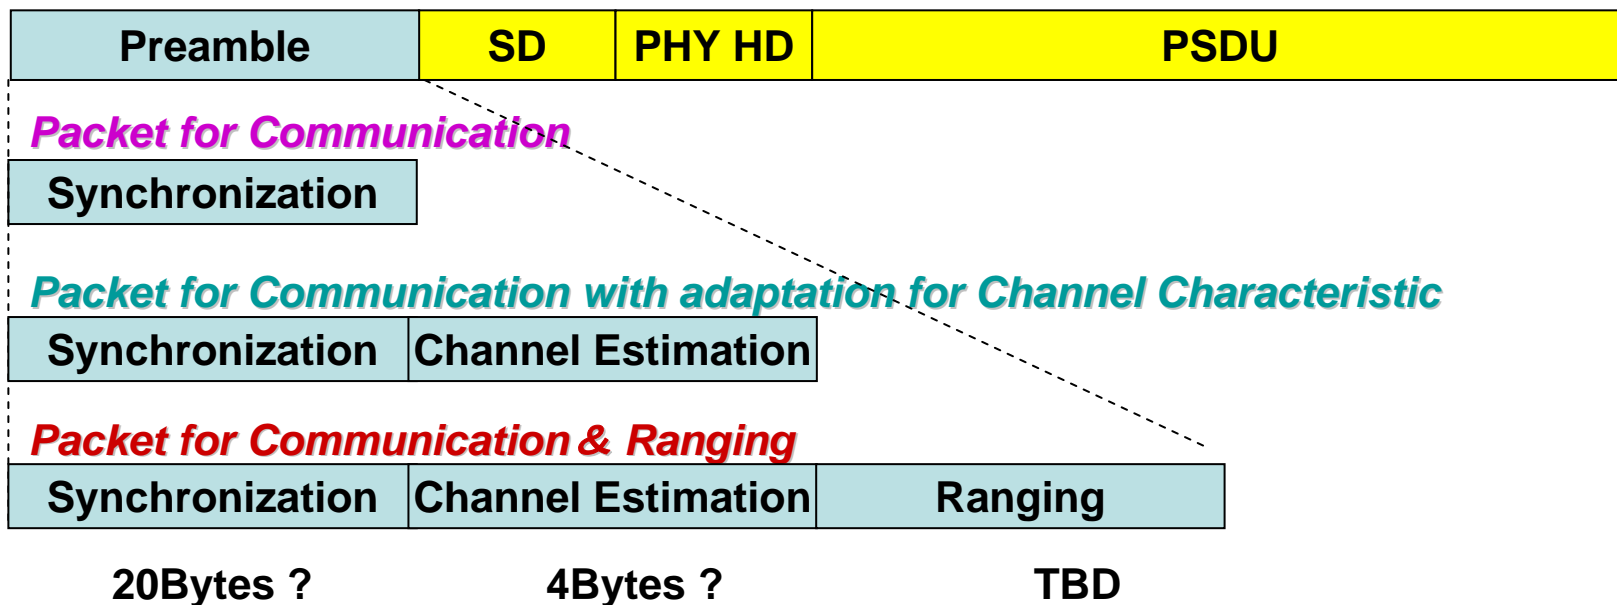 Preamble SD PHY HD PSDU
Packet for Communication
Synchronization
Packet for Communication with adaptation for Channel Characteristic
Synchronization Channel Estimation
Packet for Communication & Ranging
Synchronization Channel Estimation Ranging
20Bytes ? 4Bytes ? TBD